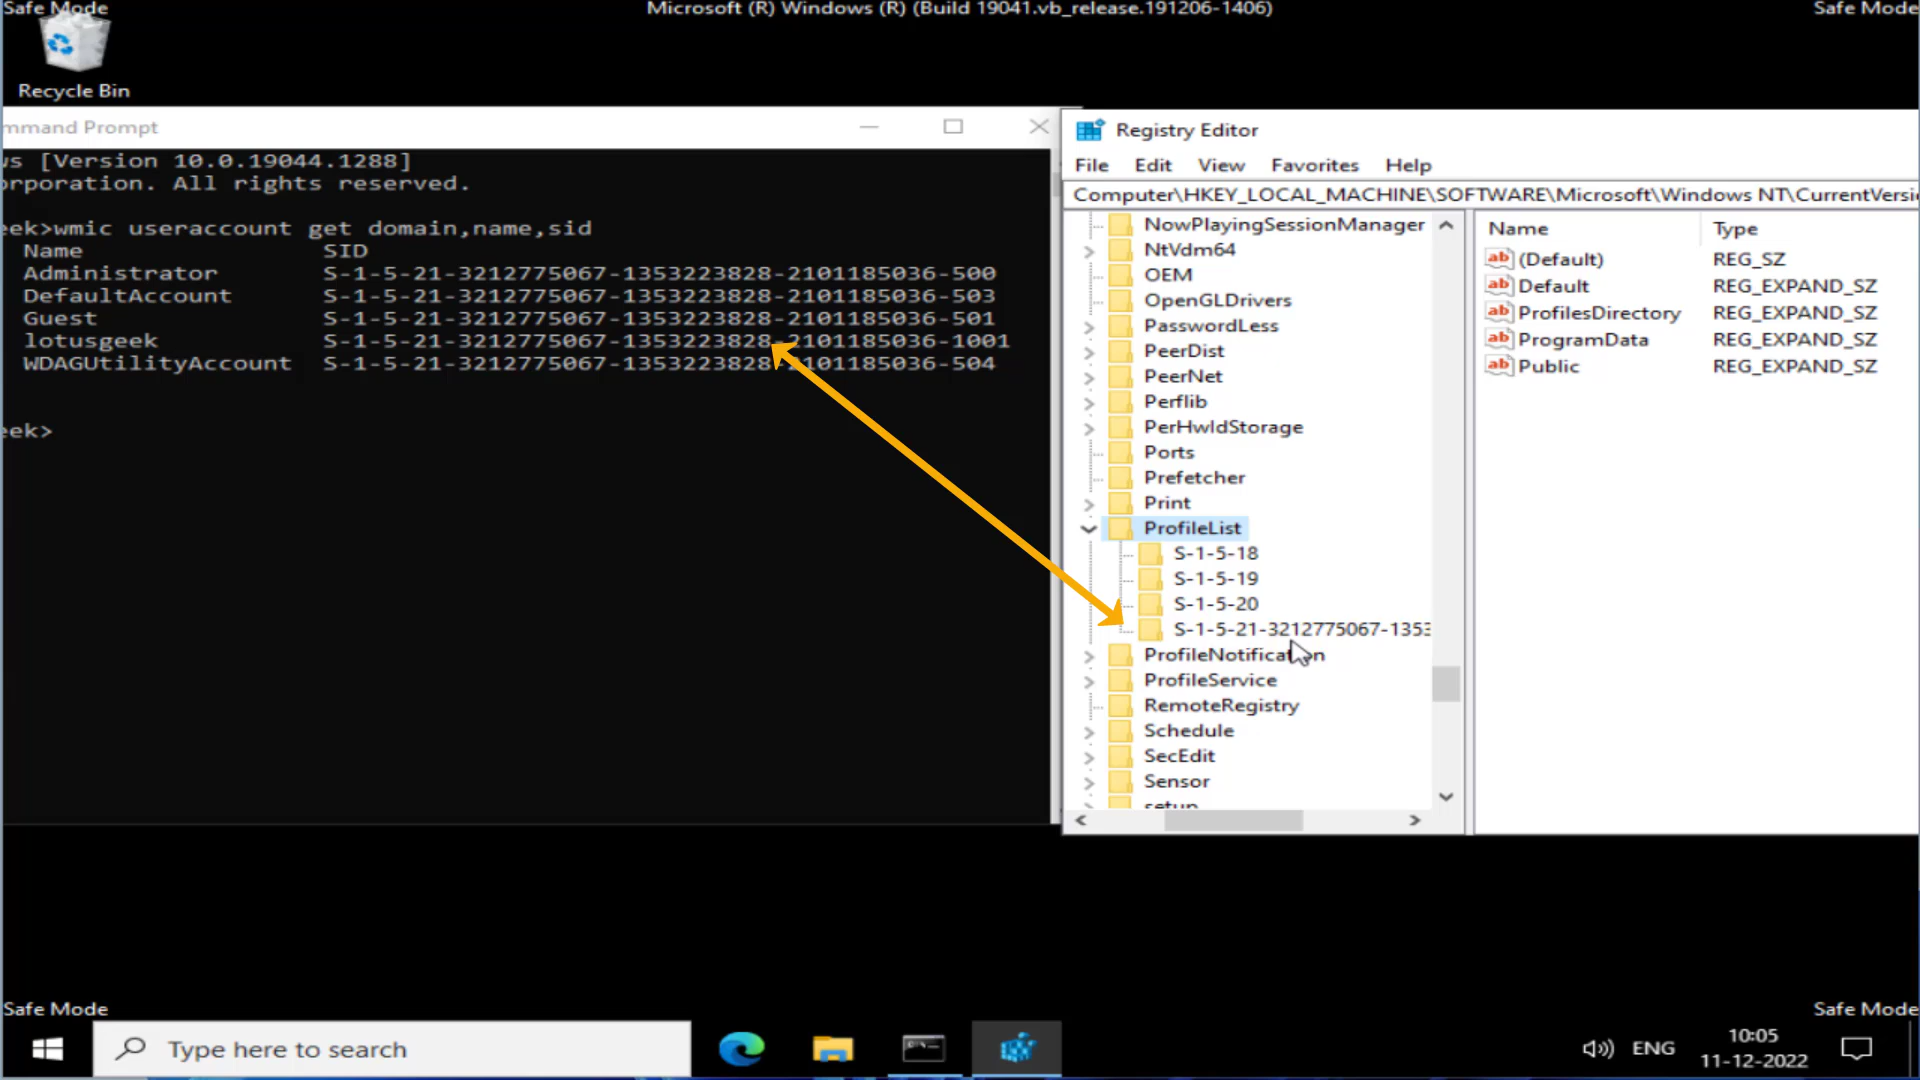 Safe Mode
Microsoft (R) Windows (R) (Build 19041.vb_release.191206-1406)
Safe Mode
Recycle Bin
mmand Prompt
ws [Version 10.0.19044.1288]
orporation. All rights reserved.
eek>wmic useraccount get domain,name,sid
Name SID
Administrator S-1-5-21-3212775067-1353223828-2101185036-500
DefaultAccount S-1-5-21-3212775067-1353223828-2101185036-503
Guest S-1-5-21-3212775067-1353223828-2101185036-501
lotusgeek S-1-5-21-3212775067-1353223828-2101185036-1001
WDAGUtilityAccount S-1-5-21-3212775067-1353223828-2101185036-504
eek>
Registry Editor
File Edit View Favorites Help
Computer\HKEY_LOCAL_MACHINE\SOFTWARE\Microsoft\Windows NT\CurrentVersi
NowPlayingSessionManager
NtVdm64
OEM
OpenGLDrivers
PasswordLess
PeerDist
PeerNet
Perflib
PerHwIdStorage
Ports
Prefetcher
Print
ProfileList
S-1-5-18
S-1-5-19
S-1-5-20
S-1-5-21-3212775067-1353
ProfileNotification
ProfileService
RemoteRegistry
Schedule
SecEdit
Sensor
setup
Name Type
(Default) REG_SZ
Default REG_EXPAND_SZ
ProfilesDirectory REG_EXPAND_SZ
ProgramData REG_EXPAND_SZ
Public REG_EXPAND_SZ
Safe Mode
Safe Mode
Type here to search
ENG
10:05
11-12-2022